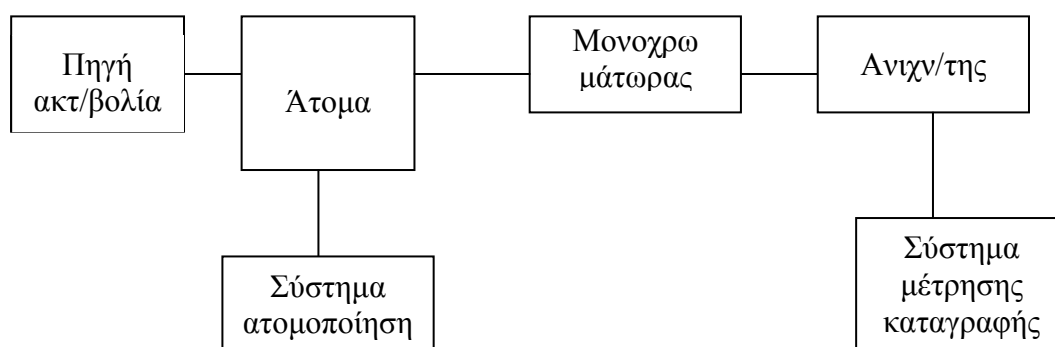 Πηγή
ακτ/βολία
Άτομα
Μονοχρω
μάτωρας
Ανιχν/της
Σύστημα
ατομοποίηση
Σύστημα
μέτρησης
καταγραφής